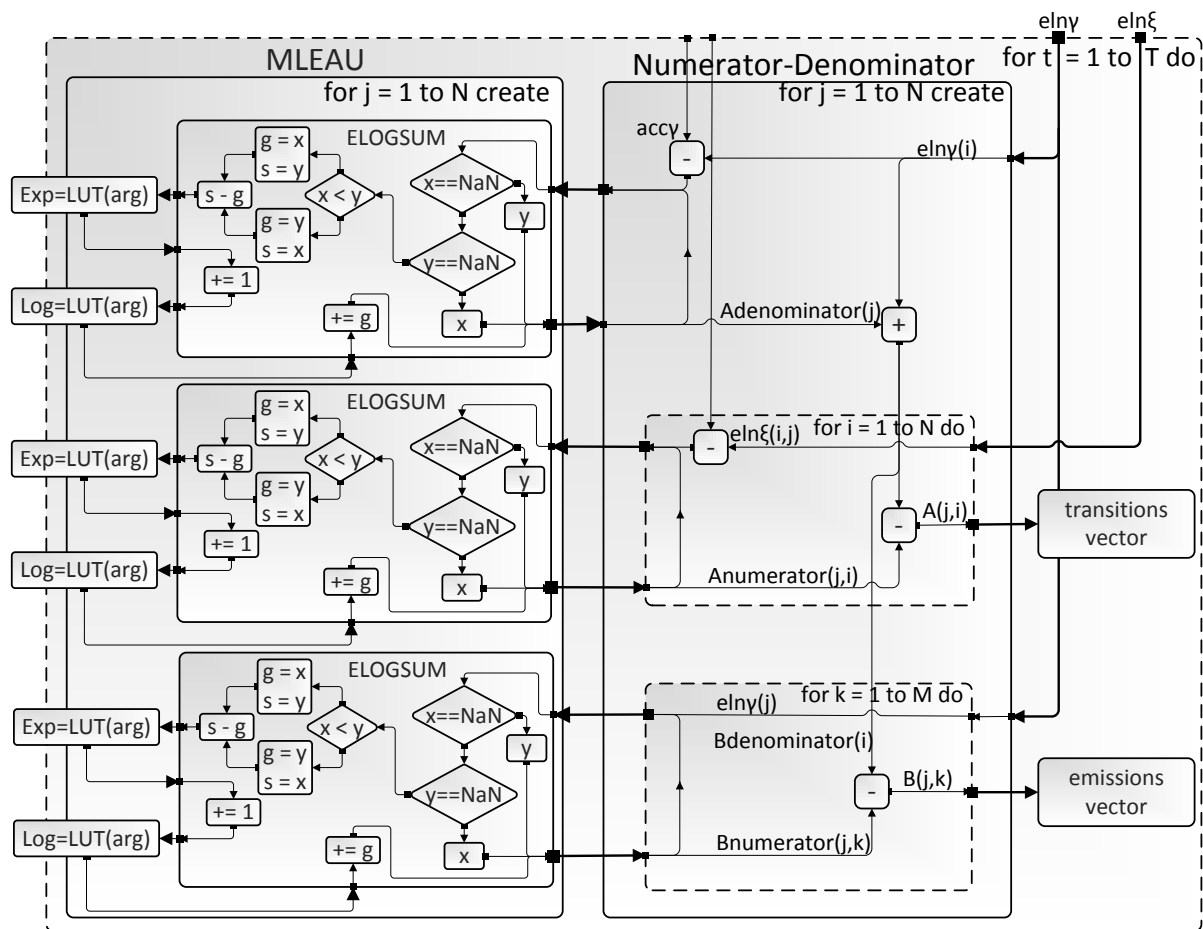 elnγ
elnξ
MLEAU
Numerator-Denominator
for t = 1 to T do
for j = 1 to N create
for j = 1 to N create
ELOGSUM
g = x
s = y
x==NaN
accγ
-
elnγ(i)
Exp=LUT(arg)
s - g
x < y
y
g = y
s = x
y==NaN
+= 1
Log=LUT(arg)
+= g
x
Adenominator(j)
+
ELOGSUM
g = x
s = y
x==NaN
-
elnξ(i,j)
for i = 1 to N do
Exp=LUT(arg)
s - g
x < y
y
g = y
s = x
y==NaN
-
A(j,i)
transitions
vector
+= 1
Log=LUT(arg)
+= g
x
Anumerator(j,i)
ELOGSUM
g = x
s = y
x==NaN
elnγ(j)
for k = 1 to M do
Exp=LUT(arg)
s - g
x < y
y
Bdenominator(i)
g = y
s = x
y==NaN
-
B(j,k)
emissions
vector
+= 1
Log=LUT(arg)
+= g
x
Bnumerator(j,k)